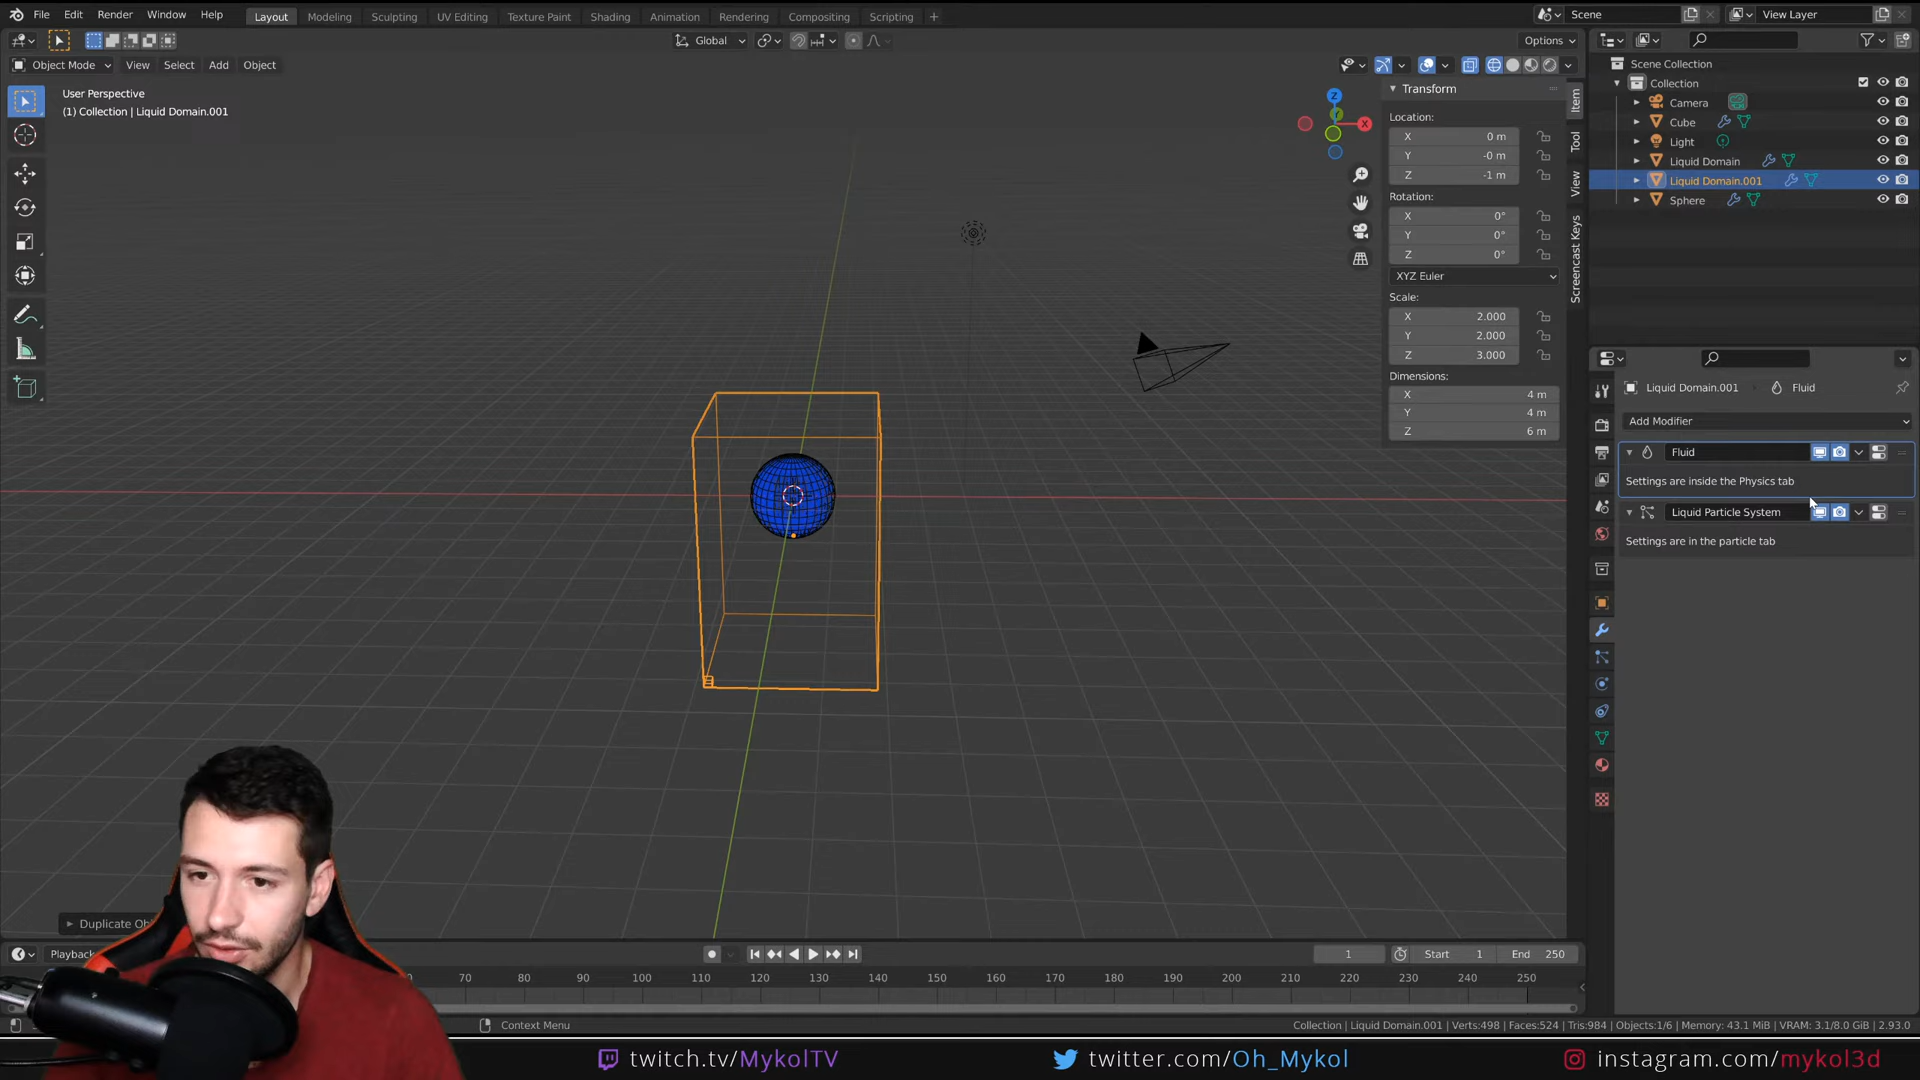 File Edit Render Window Help Layout Modeling Sculpting UV Editing Texture Paint Shading Animation Rendering Compositing Scripting + Scene View Layer
Global Options
Object Mode View Select Add Object
User Perspective
(1) Collection | Liquid Domain.001
Z
X
Transform
Location:
X 0 m
Y -0 m
Z -1 m
Rotation:
X 0°
Y 0°
Z 0°
XYZ Euler
Scale:
X 2.000
Y 2.000
Z 3.000
Dimensions:
X 4 m
Y 4 m
Z 6 m
Item
Tool
View
Screencast Keys
Scene Collection
Collection
Camera
Cube
Light
Liquid Domain
Liquid Domain.001
Sphere
Liquid Domain.001 Fluid
Add Modifier
Fluid
Settings are inside the Physics tab
Liquid Particle System
Settings are in the particle tab
Duplicate Ob
Playback 1 Start 1 End 250
70 80 90 100 110 120 130 140 150 160 170 180 190 200 210 220 230 240 250
Context Menu Collection | Liquid Domain.001 | Verts:498 | Faces:524 | Tris:984 | Objects:1/6 | Memory: 43.1 MiB | VRAM: 3.1/8.0 GiB | 2.93.0
twitch.tv/MykolTV twitter.com/Oh_Mykol instagram.com/mykol3d